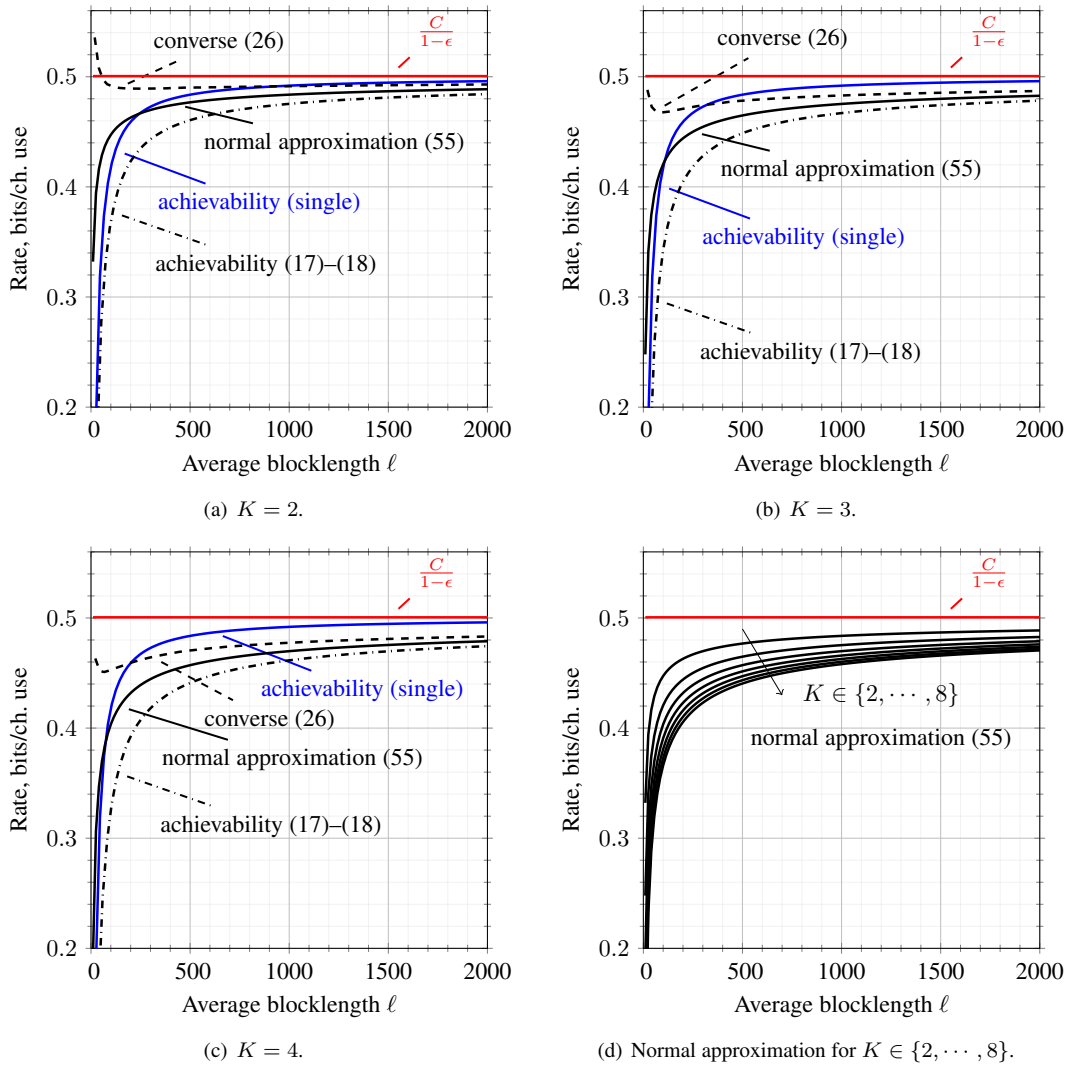 converse (26)
C
1−ϵ
0.5
normal approximation (55)
0.4
achievability (single)
achievability (17)–(18)
0.3
0.2
0 500 1000 1500 2000
Rate, bits/ch. use
Average blocklength ℓ
(a) K = 2.
converse (26)
C
1−ϵ
0.5
normal approximation (55)
0.4
achievability (single)
0.3
achievability (17)–(18)
0.2
0 500 1000 1500 2000
Rate, bits/ch. use
Average blocklength ℓ
(b) K = 3.
C
1−ϵ
0.5
achievability (single)
converse (26)
0.4
normal approximation (55)
achievability (17)–(18)
0.3
0.2
0 500 1000 1500 2000
Rate, bits/ch. use
Average blocklength ℓ
(c) K = 4.
C
1−ϵ
0.5
K ∈ {2, ⋯ , 8}
normal approximation (55)
0.4
0.3
0.2
0 500 1000 1500 2000
Rate, bits/ch. use
Average blocklength ℓ
(d) Normal approximation for K ∈ {2, ⋯ , 8}.